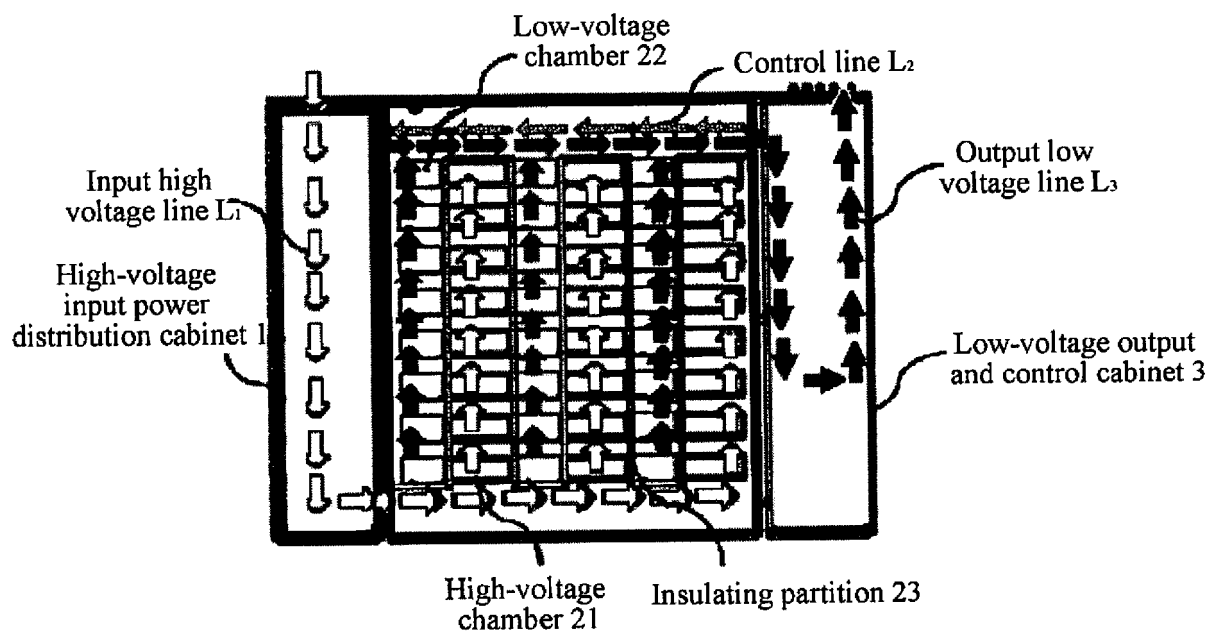 Low-voltage
chamber 22
Control line L₂
Input high
voltage line L₁
Output low
voltage line L₃
High-voltage
input power
distribution cabinet 1
Low-voltage output
and control cabinet 3
High-voltage
chamber 21
Insulating partition 23